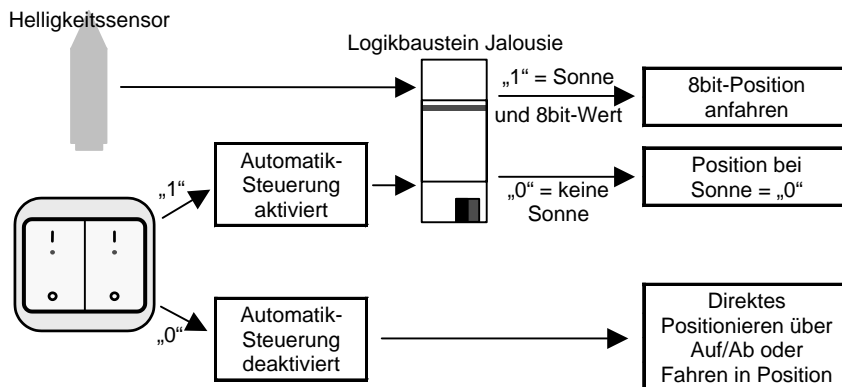 Helligkeitssensor
Logikbaustein Jalousie
„1“ = Sonne
und 8bit-Wert
8bit-Position
anfahren
„1“
Automatik-
Steuerung
aktiviert
„0“ = keine
Sonne
Position bei
Sonne = „0“
„0“
Automatik-
Steuerung
deaktiviert
Direktes
Positionieren über
Auf/Ab oder
Fahren in Position